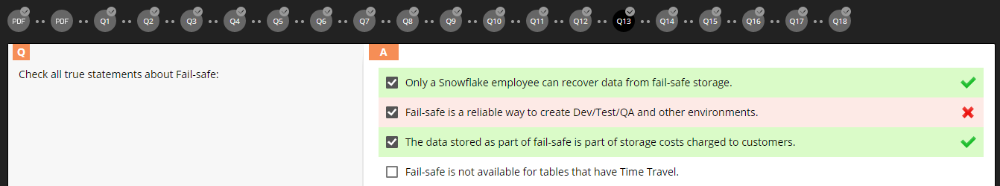 PDF PDF Q1 Q2 Q3 Q4 Q5 Q6 Q7 Q8 Q9 Q10 Q11 Q12 Q13 Q14 Q15 Q16 Q17 Q18
Q
Check all true statements about Fail-safe:
A
Only a Snowflake employee can recover data from fail-safe storage.
Fail-safe is a reliable way to create Dev/Test/QA and other environments.
The data stored as part of fail-safe is part of storage costs charged to customers.
Fail-safe is not available for tables that have Time Travel.